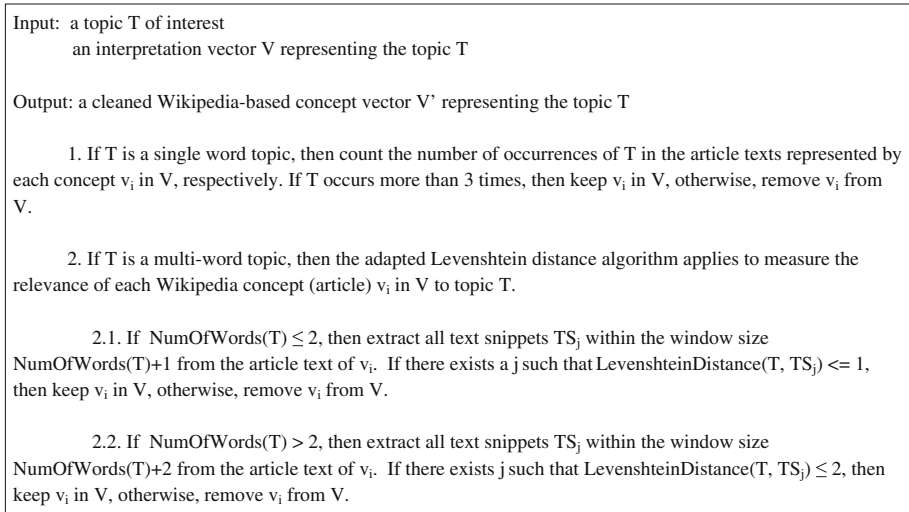 Input: a topic T of interest
an interpretation vector V representing the topic T
Output: a cleaned Wikipedia-based concept vector V' representing the topic T
1. If T is a single word topic, then count the number of occurrences of T in the article texts represented by
each concept vᵢ in V, respectively. If T occurs more than 3 times, then keep vᵢ in V, otherwise, remove vᵢ from
V.
2. If T is a multi-word topic, then the adapted Levenshtein distance algorithm applies to measure the
relevance of each Wikipedia concept (article) vᵢ in V to topic T.
2.1. If NumOfWords(T) ≤ 2, then extract all text snippets TSⱼ within the window size
NumOfWords(T)+1 from the article text of vᵢ. If there exists a j such that LevenshteinDistance(T, TSⱼ) <= 1,
then keep vᵢ in V, otherwise, remove vᵢ from V.
2.2. If NumOfWords(T) > 2, then extract all text snippets TSⱼ within the window size
NumOfWords(T)+2 from the article text of vᵢ. If there exists j such that LevenshteinDistance(T, TSⱼ) ≤ 2, then
keep vᵢ in V, otherwise, remove vᵢ from V.